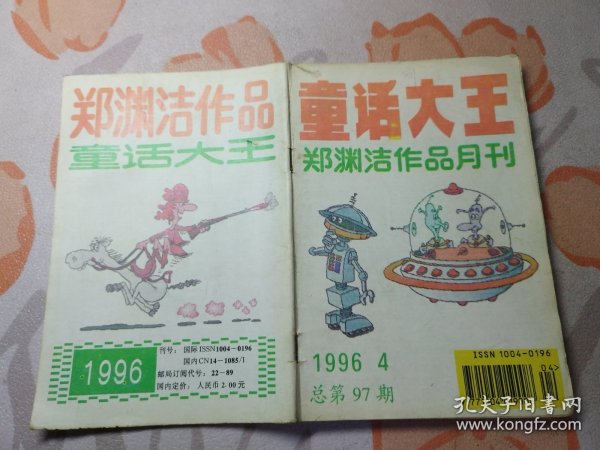 郑渊洁作品
童话大王
1996
刊号：国际ISSN1004-0196
国内CN14-1085/I
邮局订阅代号：22-89
国内定价：人民币2·00元
童话大王
郑渊洁作品月刊
1996 4
总第97期
ISSN 1004-0196
04>
孔夫子旧书网
www.kongfz.com